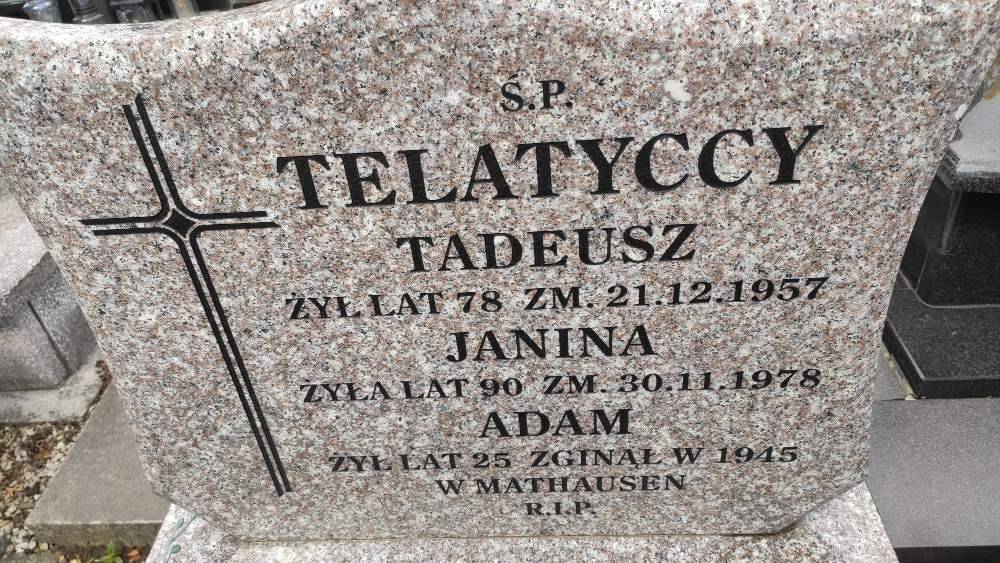 Ś.P.
TELATYCCY
TADEUSZ
ŻYŁ LAT 78 ZM. 21.12.1957
JANINA
ŻYŁA LAT 90 ZM. 30.11.1978
ADAM
ŻYŁ LAT 25 ZGINĄŁ W 1945
W MATHAUSEN
R.I.P.